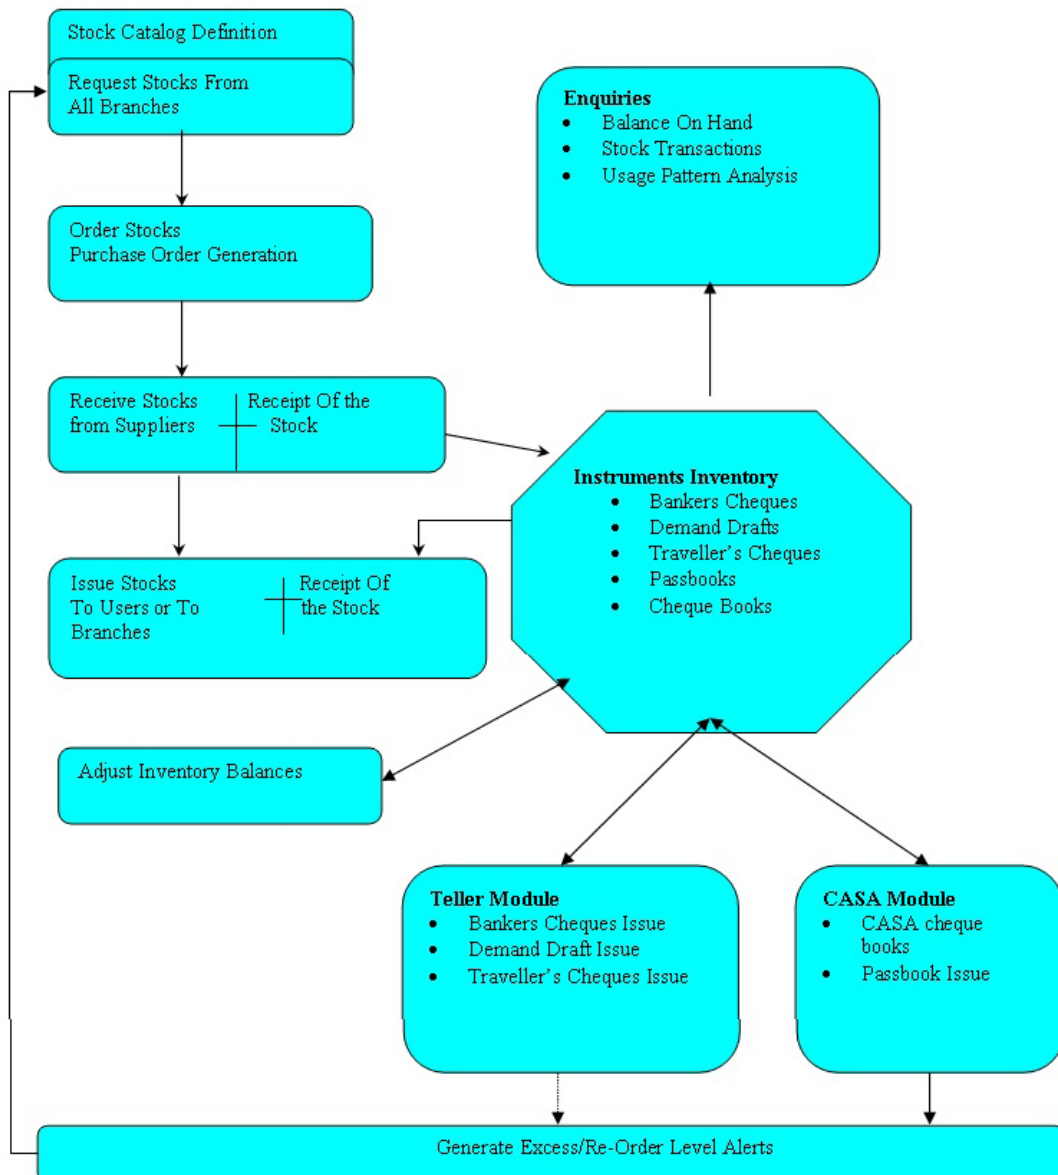 Stock Catalog Definition
Request Stocks From
All Branches
Enquiries
• Balance On Hand
• Stock Transactions
• Usage Pattern Analysis
Order Stocks
Purchase Order Generation
Receive Stocks
from Suppliers
Receipt Of the
Stock
Instruments Inventory
• Bankers Cheques
• Demand Drafts
• Traveller's Cheques
• Passbooks
• Cheque Books
Issue Stocks
To Users or To
Branches
Receipt Of
the Stock
Adjust Inventory Balances
Teller Module
• Bankers Cheques Issue
• Demand Draft Issue
• Traveller's Cheques Issue
CASA Module
• CASA cheque
books
• Passbook Issue
Generate Excess/Re-Order Level Alerts